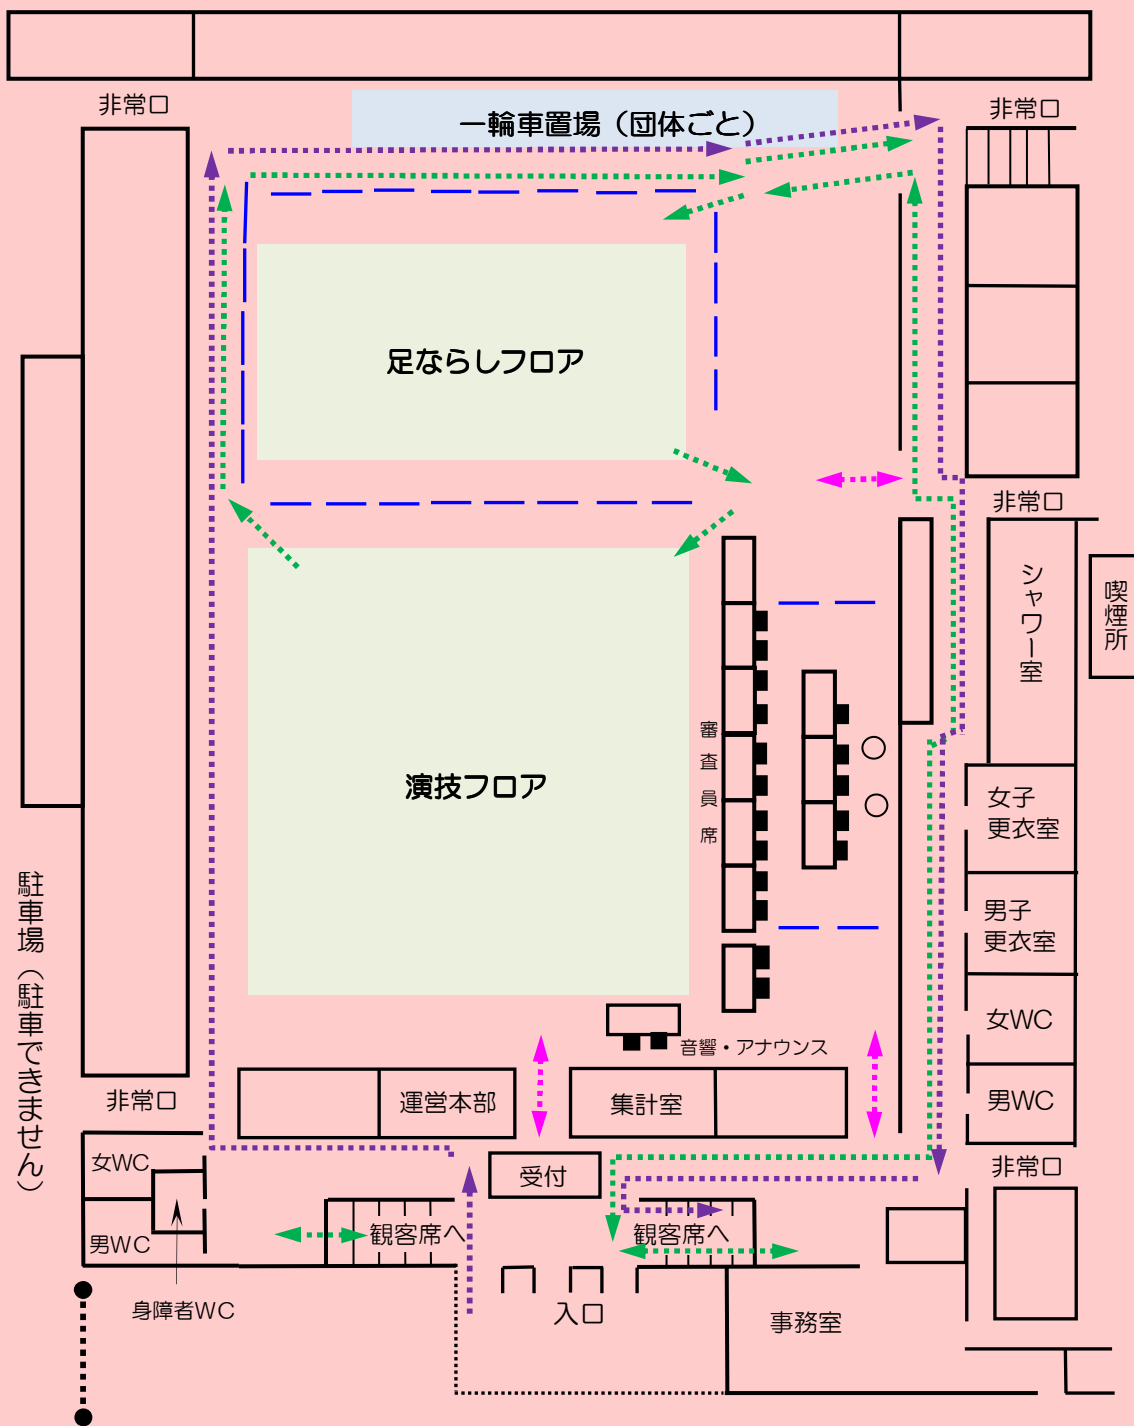 非常口
一輪車置場（団体ごと）
非常口
足ならしフロア
非常口
シャワー室
喫煙所
審査員席
演技フロア
女子
更衣室
男子
更衣室
駐車場（駐車できません）
女WC
音響・アナウンス
非常口
運営本部
集計室
男WC
女WC
受付
非常口
男WC
観客席へ
観客席へ
身障者WC
入口
事務室